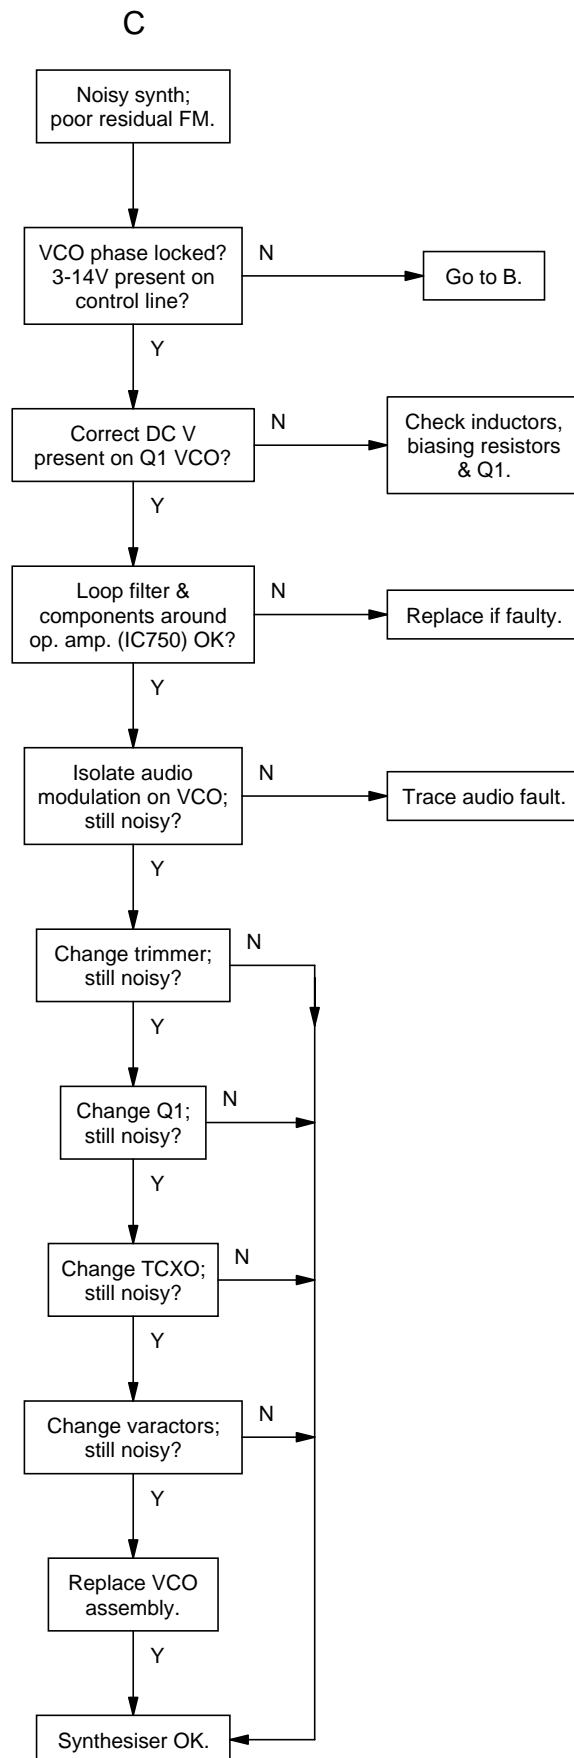 C
Noisy synth;
poor residual FM.
VCO phase locked?
3-14V present on
control line?
N
Go to B.
Y
Correct DC V
present on Q1 VCO?
N
Check inductors,
biasing resistors
& Q1.
Y
Loop filter &
components around
op. amp. (IC750) OK?
N
Replace if faulty.
Y
Isolate audio
modulation on VCO;
still noisy?
N
Trace audio fault.
Y
Change trimmer;
still noisy?
N
Y
Change Q1;
still noisy?
N
Y
Change TCXO;
still noisy?
N
Y
Change varactors;
still noisy?
N
Y
Replace VCO
assembly.
Y
Synthesiser OK.